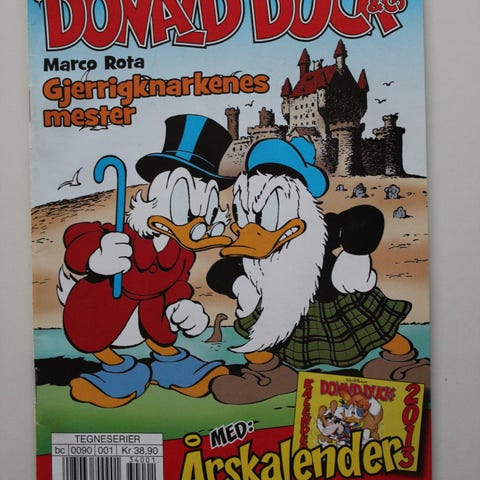 DONALD DUCK
& Co
Marco Rota
Gjerrigknarkenes
mester
DONALD DUCK
2013
MED:
Årskalender
TEGNESERIER
bc 0090 001 Kr 38,90
34001